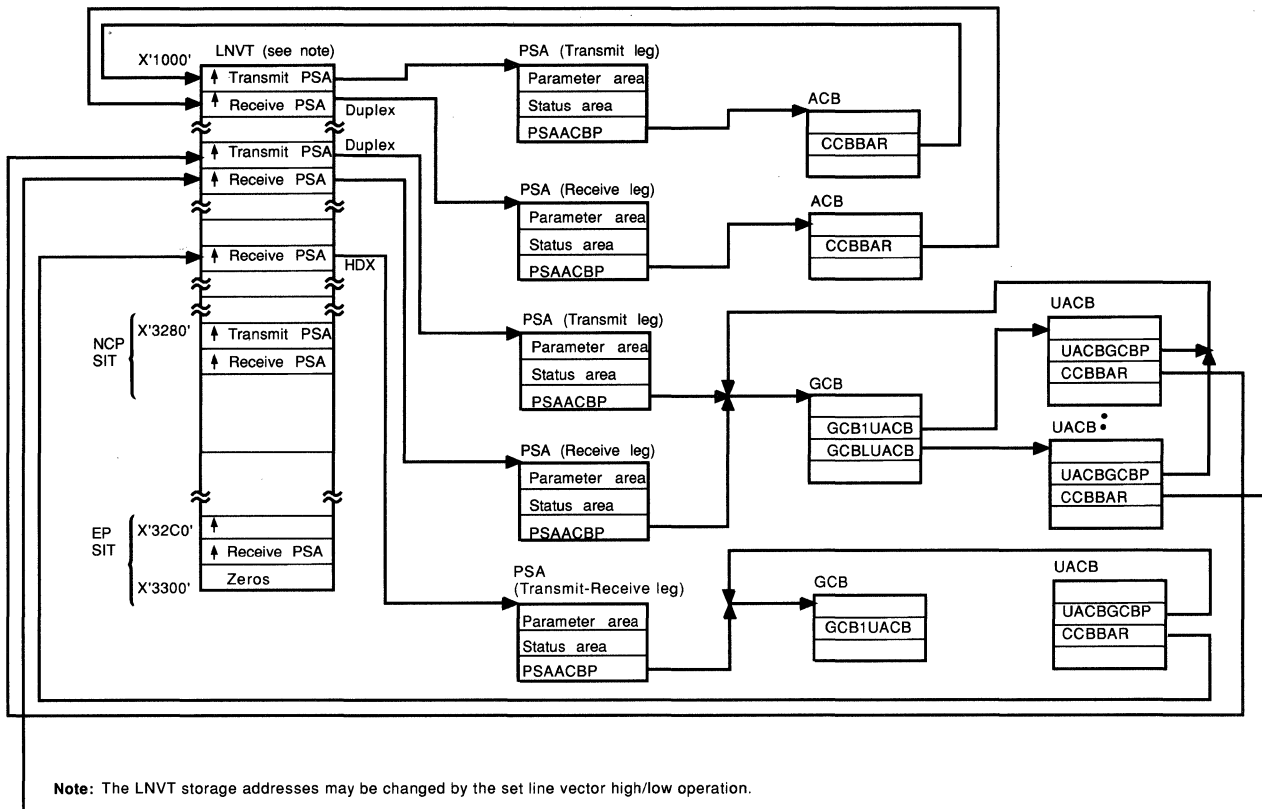 LNVT (see note)
X'1000'
↑ Transmit PSA
↑ Receive PSA
Duplex
↑ Transmit PSA
Duplex
↑ Receive PSA
↑ Receive PSA
HDX
NCP
SIT
X'3280'
↑ Transmit PSA
↑ Receive PSA
EP
SIT
X'32C0'
↑
↑ Receive PSA
Zeros
X'3300'
PSA (Transmit leg)
Parameter area
Status area
PSAACBP
ACB
CCBBAR
PSA (Receive leg)
Parameter area
Status area
PSAACBP
ACB
CCBBAR
PSA (Transmit leg)
Parameter area
Status area
PSAACBP
GCB
GCB1UACB
GCBLUACB
UACB
UACBGCBP
CCBBAR
UACB
UACBGCBP
CCBBAR
PSA (Receive leg)
Parameter area
Status area
PSAACBP
PSA
(Transmit-Receive leg)
Parameter area
Status area
PSAACBP
GCB
GCB1UACB
UACB
UACBGCBP
CCBBAR
Note: The LNVT storage addresses may be changed by the set line vector high/low operation.